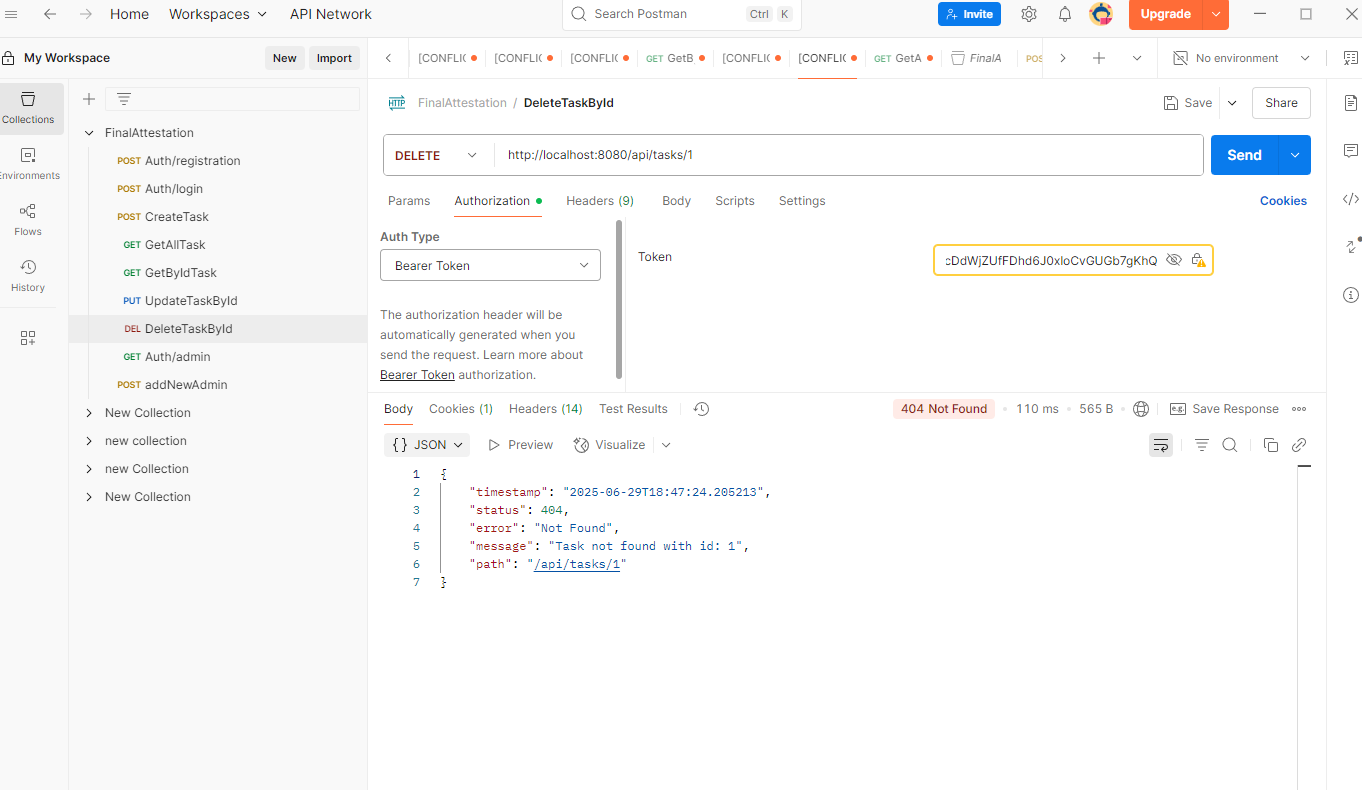 Home Workspaces API Network Search Postman Ctrl K Invite Upgrade
My Workspace New Import
[CONFLIC [CONFLIC [CONFLIC GET GetB [CONFLIC [CONFLIC GET GetA FinalA POS No environment
Collections
Environments
Flows
History
FinalAttestation
POST Auth/registration
POST Auth/login
POST CreateTask
GET GetAllTask
GET GetByIdTask
PUT UpdateTaskById
DEL DeleteTaskById
GET Auth/admin
POST addNewAdmin
New Collection
new collection
new Collection
New Collection
HTTP FinalAttestation / DeleteTaskById Save Share
DELETE http://localhost:8080/api/tasks/1 Send
Params Authorization Headers (9) Body Scripts Settings Cookies
Auth Type
Bearer Token
The authorization header will be
automatically generated when you
send the request. Learn more about
Bearer Token authorization.
Token cDdWjZUfFDhd6J0xloCvGUGb7gKhQ
Body Cookies (1) Headers (14) Test Results 404 Not Found 110 ms 565 B e.g. Save Response
{} JSON Preview Visualize
1 {
2 "timestamp": "2025-06-29T18:47:24.205213",
3 "status": 404,
4 "error": "Not Found",
5 "message": "Task not found with id: 1",
6 "path": "/api/tasks/1"
7 }